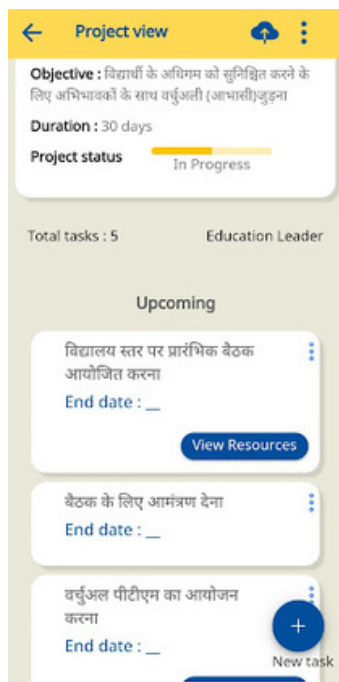 Project view
Objective : विद्यार्थी के अधिगम को सुनिश्चित करने के
लिए अभिभावकों के साथ वर्चुअली (आभासी)जुड़ना
Duration : 30 days
Project status
In Progress
Total tasks : 5 Education Leader
Upcoming
विद्यालय स्तर पर प्रारंभिक बैठक
आयोजित करना
End date : __
View Resources
बैठक के लिए आमंत्रण देना
End date : __
वर्चुअल पीटीएम का आयोजन
करना
End date : __
+
New task